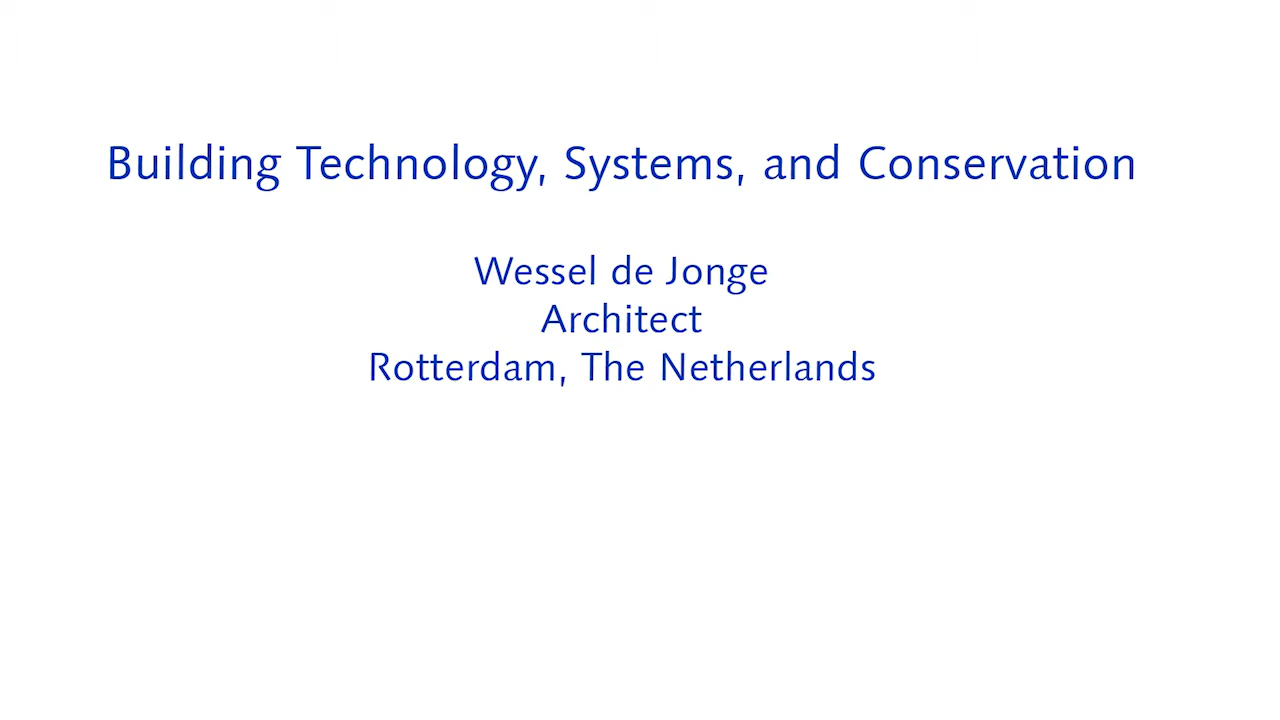 Building Technology, Systems, and Conservation
Wessel de Jonge
Architect
Rotterdam, The Netherlands